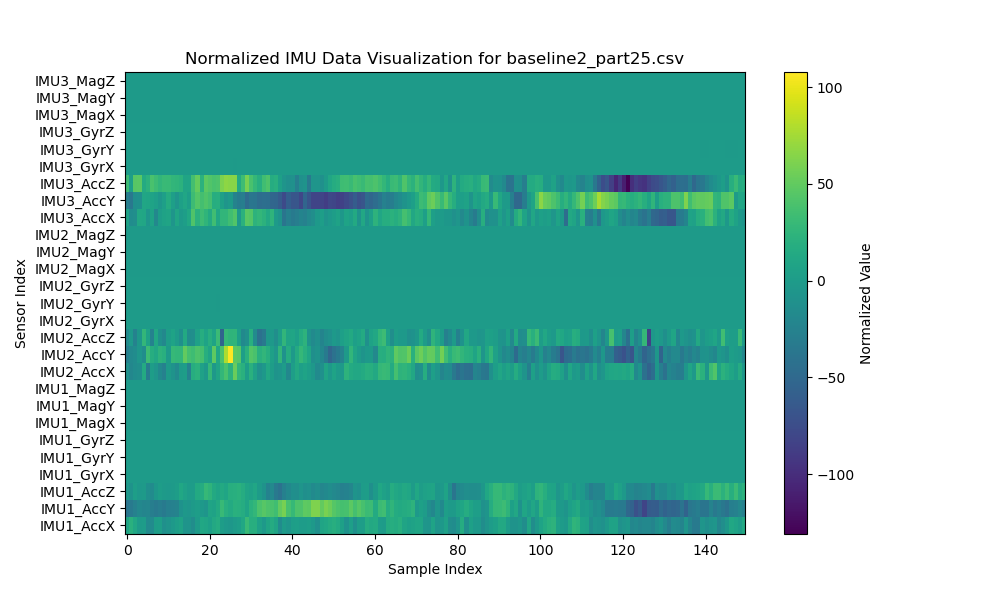 Normalized IMU Data Visualization for baseline2_part25.csv
IMU3_MagZ
IMU3_MagY
IMU3_MagX
IMU3_GyrZ
IMU3_GyrY
IMU3_GyrX
IMU3_AccZ
IMU3_AccY
IMU3_AccX
IMU2_MagZ
IMU2_MagY
IMU2_MagX
IMU2_GyrZ
IMU2_GyrY
IMU2_GyrX
IMU2_AccZ
IMU2_AccY
IMU2_AccX
IMU1_MagZ
IMU1_MagY
IMU1_MagX
IMU1_GyrZ
IMU1_GyrY
IMU1_GyrX
IMU1_AccZ
IMU1_AccY
IMU1_AccX
Sensor Index
0 20 40 60 80 100 120 140
Sample Index
100
50
0
−50
−100
Normalized Value